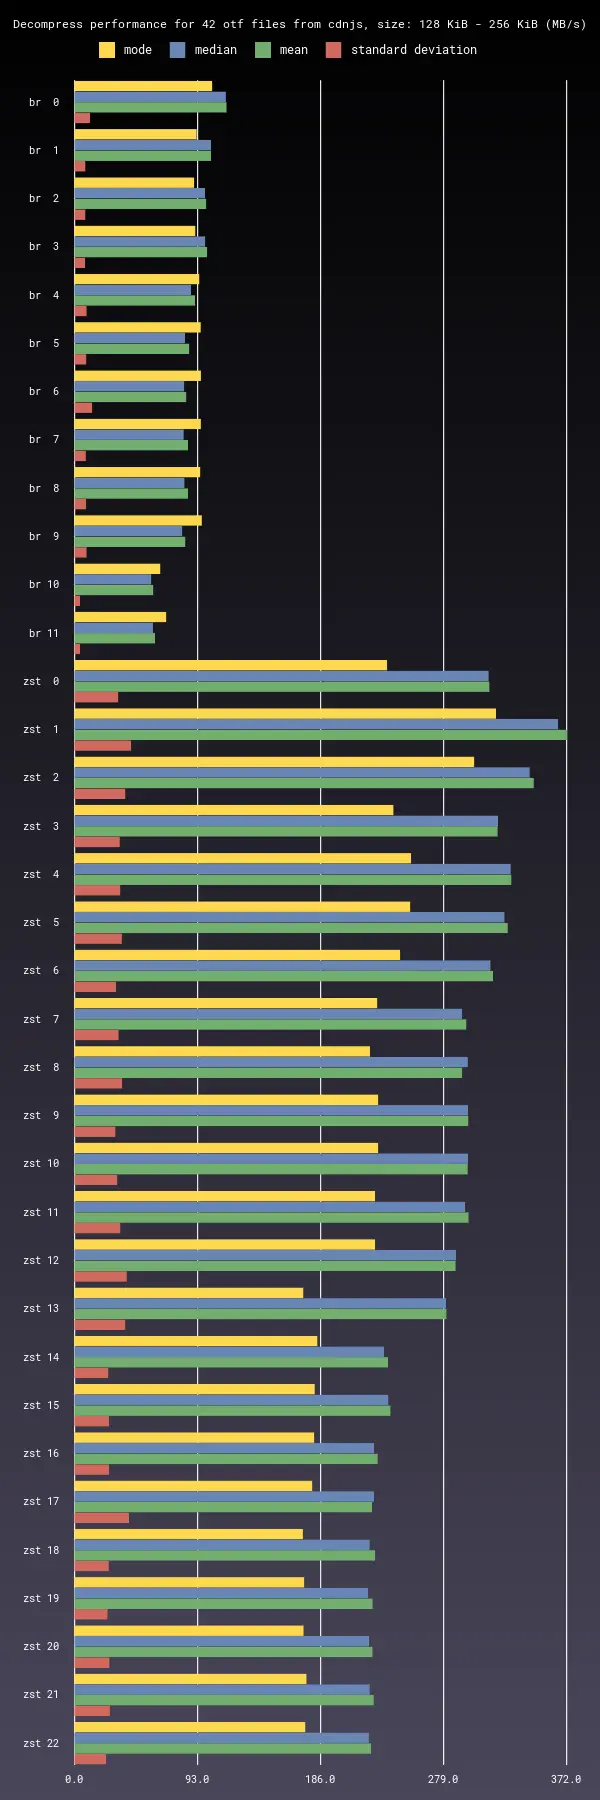 Decompress performance for 42 otf files from cdnjs, size: 128 KiB - 256 KiB (MB/s)
mode median mean standard deviation
br 0
br 1
br 2
br 3
br 4
br 5
br 6
br 7
br 8
br 9
br 10
br 11
zst 0
zst 1
zst 2
zst 3
zst 4
zst 5
zst 6
zst 7
zst 8
zst 9
zst 10
zst 11
zst 12
zst 13
zst 14
zst 15
zst 16
zst 17
zst 18
zst 19
zst 20
zst 21
zst 22
0.0 93.0 186.0 279.0 372.0